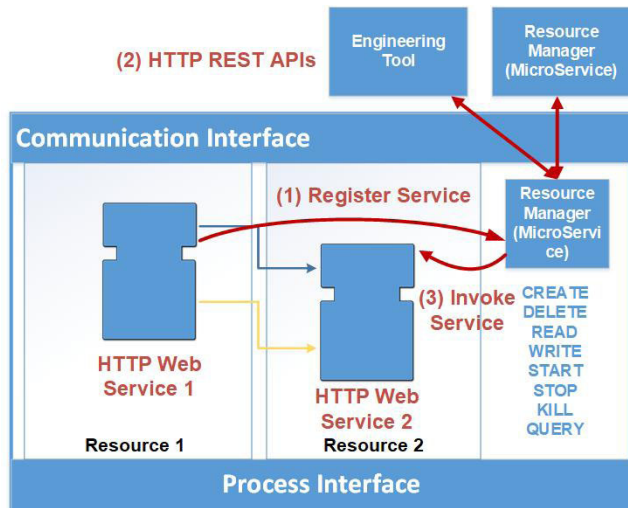 Engineering
Tool
Resource
Manager
(MicroService)
(2) HTTP REST APIs
Communication Interface
(1) Register Service
Resource
Manager
(MicroServi
ce)
(3) Invoke
Service
HTTP Web
Service 1
HTTP Web
Service 2
CREATE
DELETE
READ
WRITE
START
STOP
KILL
QUERY
Resource 1
Resource 2
Process Interface